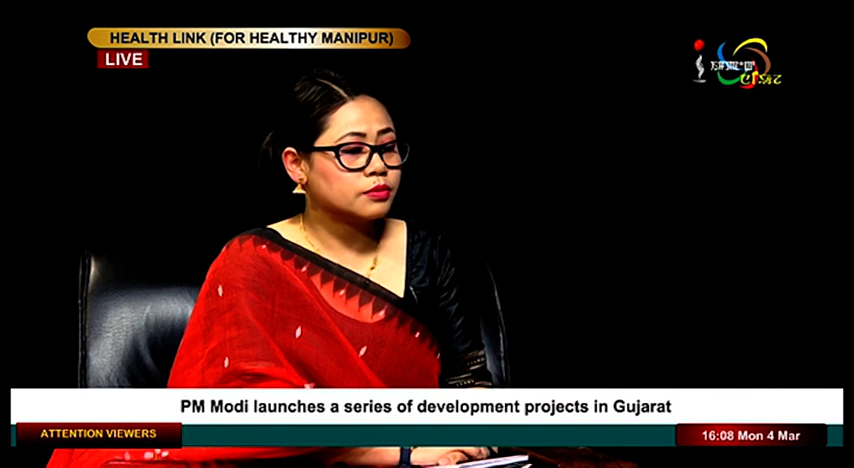 HEALTH LINK (FOR HEALTHY MANIPUR)
LIVE
PM Modi launches a series of development projects in Gujarat
ATTENTION VIEWERS
16:08 Mon 4 Mar